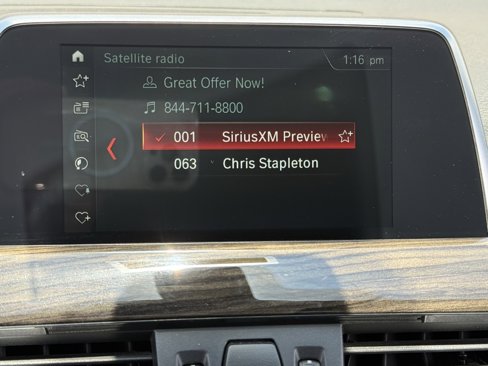 Satellite radio
1:16 pm
Great Offer Now!
844-711-8800
001 SiriusXM Preview
063 Chris Stapleton